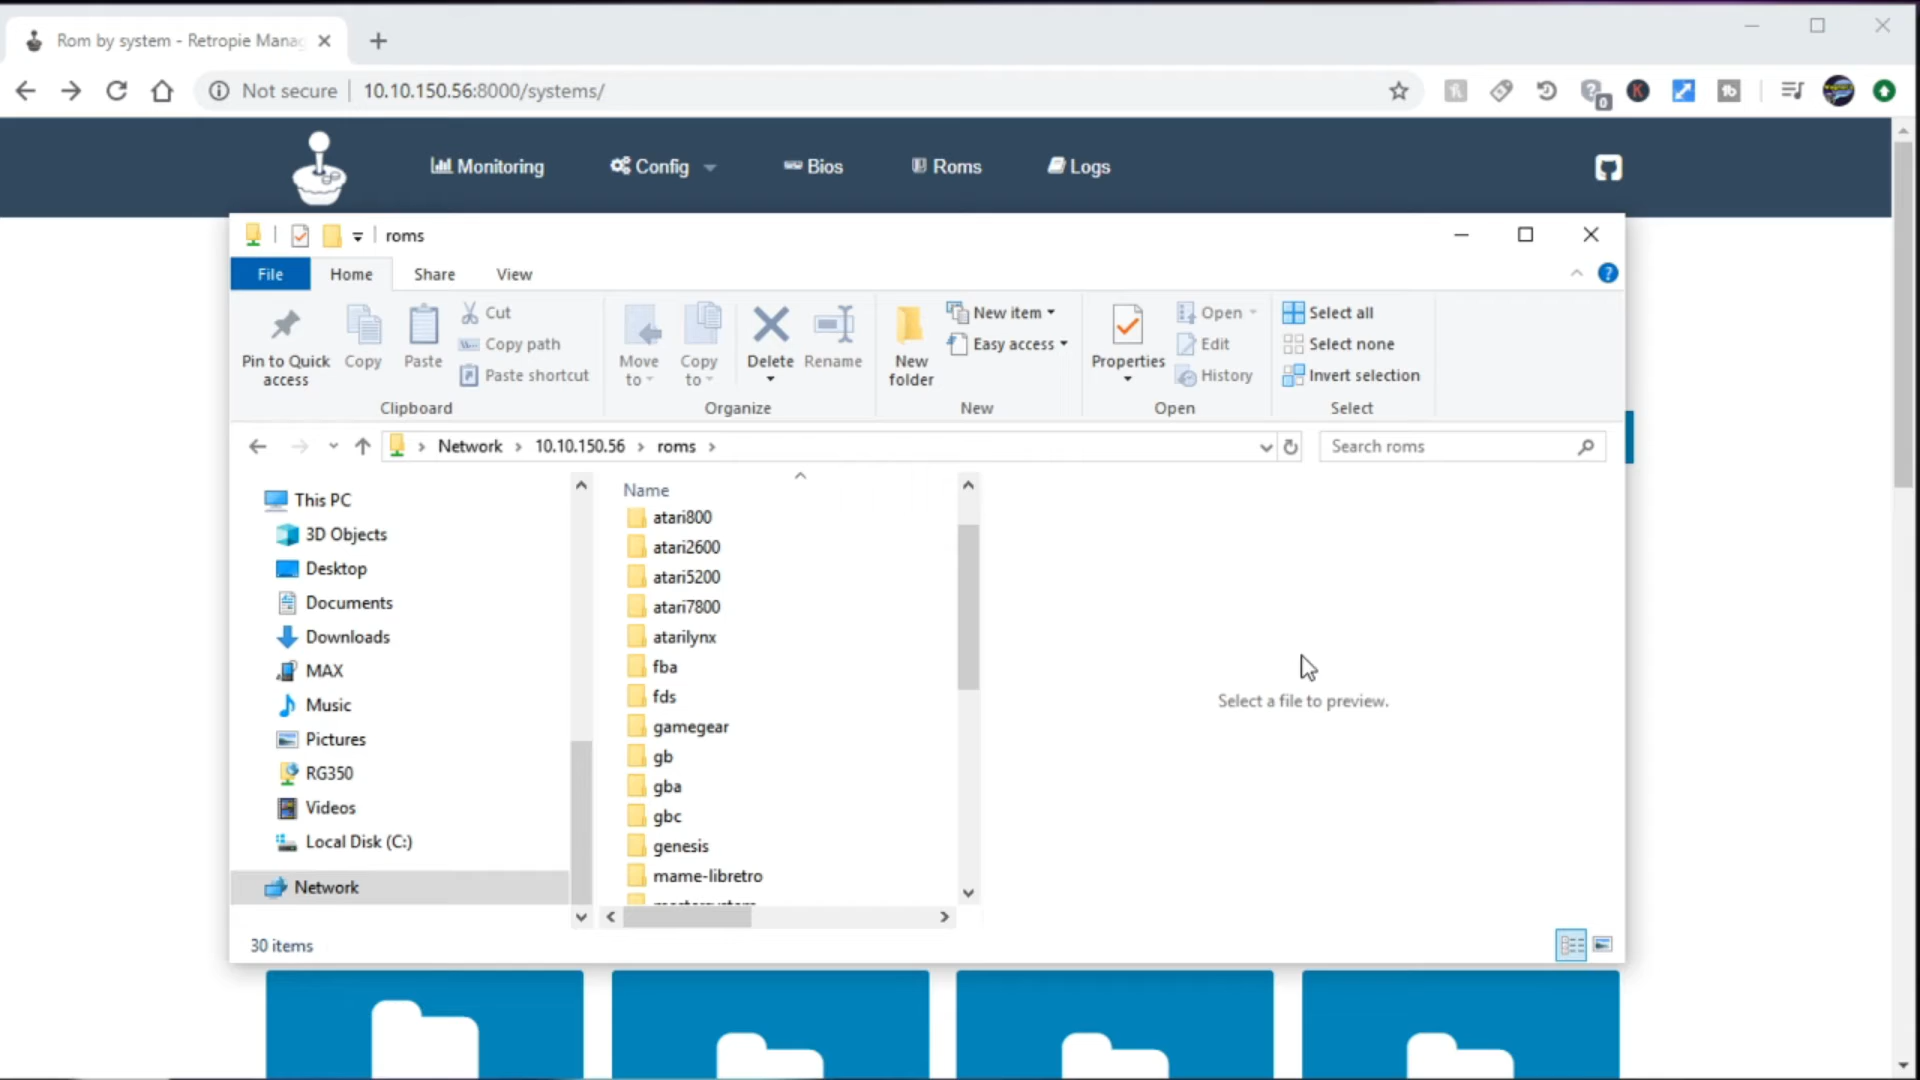 Rom by system - Retropie Manag
Not secure
10.10.150.56:8000/systems/
0
K
tb
Monitoring
Config
Bios
Roms
Logs
roms
File
Home
Share
View
Pin to Quick access
Copy
Paste
Cut
Copy path
Paste shortcut
Clipboard
Move to
Copy to
Delete
Rename
Organize
New folder
New item
Easy access
New
Properties
Open
Edit
History
Open
Select all
Select none
Invert selection
Select
Network
10.10.150.56
roms
Search roms
This PC
3D Objects
Desktop
Documents
Downloads
MAX
Music
Pictures
RG350
Videos
Local Disk (C:)
Network
Name
atari800
atari2600
atari5200
atari7800
atarilynx
fba
fds
gamegear
gb
gba
gbc
genesis
mame-libretro
Select a file to preview.
30 items